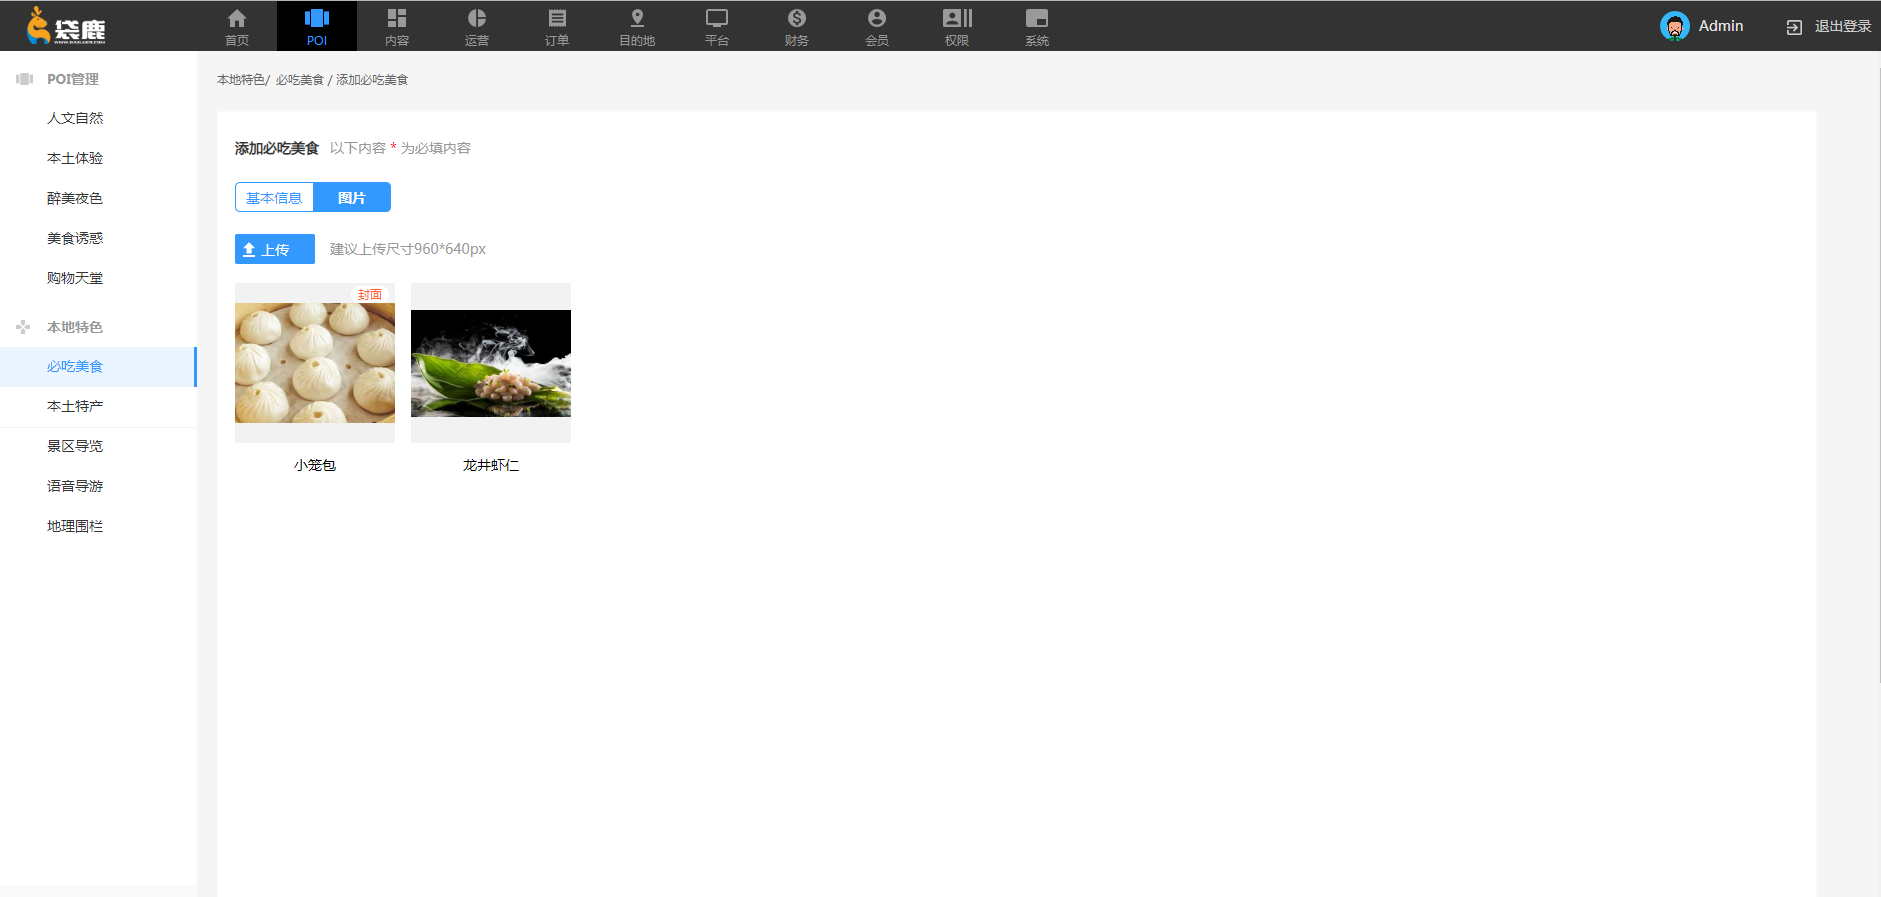 袋鹿
首页
POI
内容
运营
订单
目的地
平台
财务
会员
权限
系统
Admin
退出登录
POI管理
人文自然
本土体验
醉美夜色
美食诱惑
购物天堂
本地特色
必吃美食
本土特产
景区导览
语音导游
地理围栏
本地特色/ 必吃美食 / 添加必吃美食
添加必吃美食 以下内容 * 为必填内容
基本信息
图片
上传
建议上传尺寸960*640px
封面
小笼包
龙井虾仁